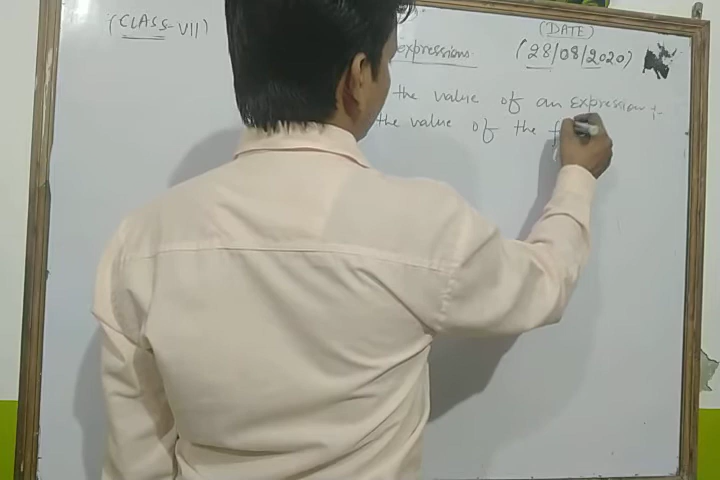 (CLASS-VII) (DATE)
expressions (28/08/2020)
the value of an expression :-
the value of the f